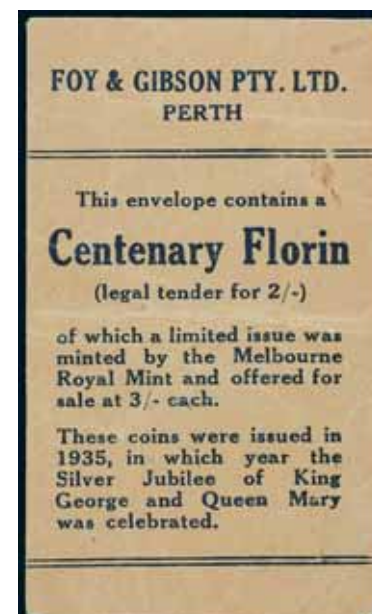 FOY & GIBSON PTY. LTD.
PERTH
This envelope contains a
Centenary Florin
(legal tender for 2/-)
of which a limited issue was
minted by the Melbourne
Royal Mint and offered for
sale at 3/- each.
These coins were issued in
1935, in which year the
Silver Jubilee of King
George and Queen Mary
was celebrated.